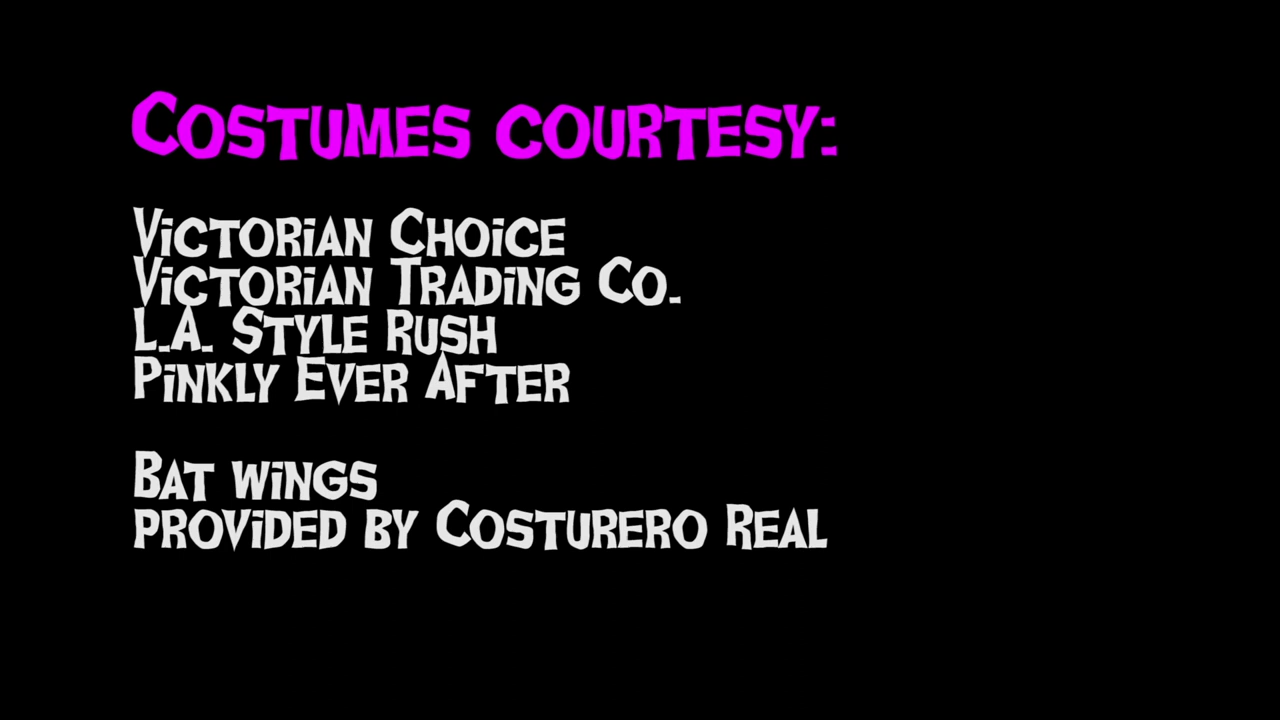 Costumes courtesy:
Victorian Choice
Victorian Trading Co.
L.A. Style Rush
Pinkly Ever After
Bat wings
provided by Costurero Real